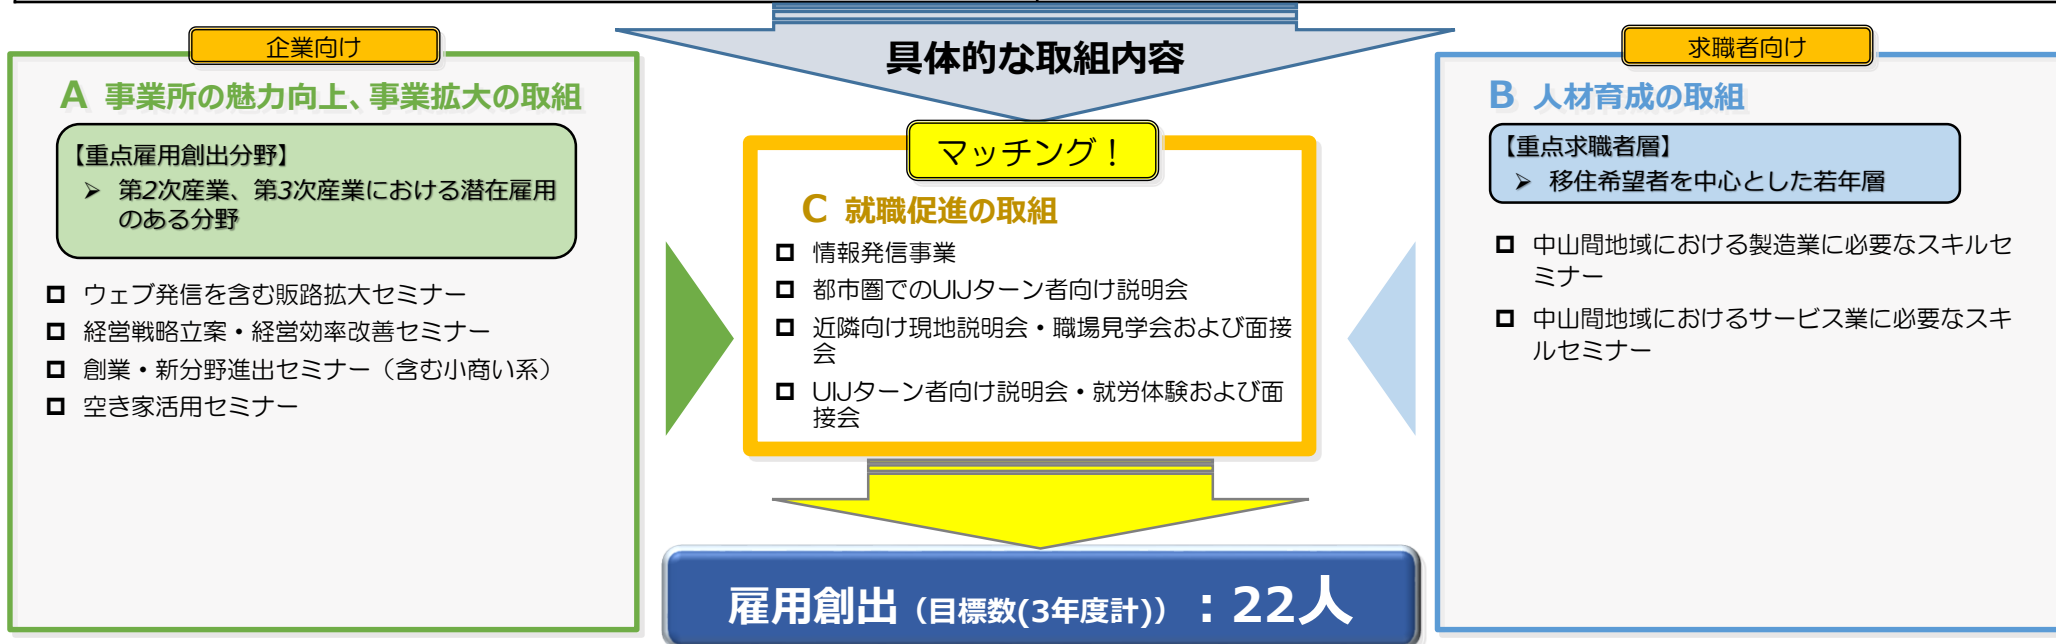 具体的な取組内容
企業向け
A 事業所の魅力向上、事業拡大の取組
【重点雇用創出分野】
➢ 第2次産業、第3次産業における潜在雇用
のある分野
ウェブ発信を含む販路拡大セミナー
経営戦略立案・経営効率改善セミナー
創業・新分野進出セミナー（含む小商い系）
空き家活用セミナー
マッチング！
C 就職促進の取組
情報発信事業
都市圏でのUIJターン者向け説明会
近隣向け現地説明会・職場見学会および面接
会
UIJターン者向け説明会・就労体験および面
接会
求職者向け
B 人材育成の取組
【重点求職者層】
➢ 移住希望者を中心とした若年層
中山間地域における製造業に必要なスキルセ
ミナー
中山間地域におけるサービス業に必要なスキ
ルセミナー
雇用創出（目標数(3年度計)）：22人